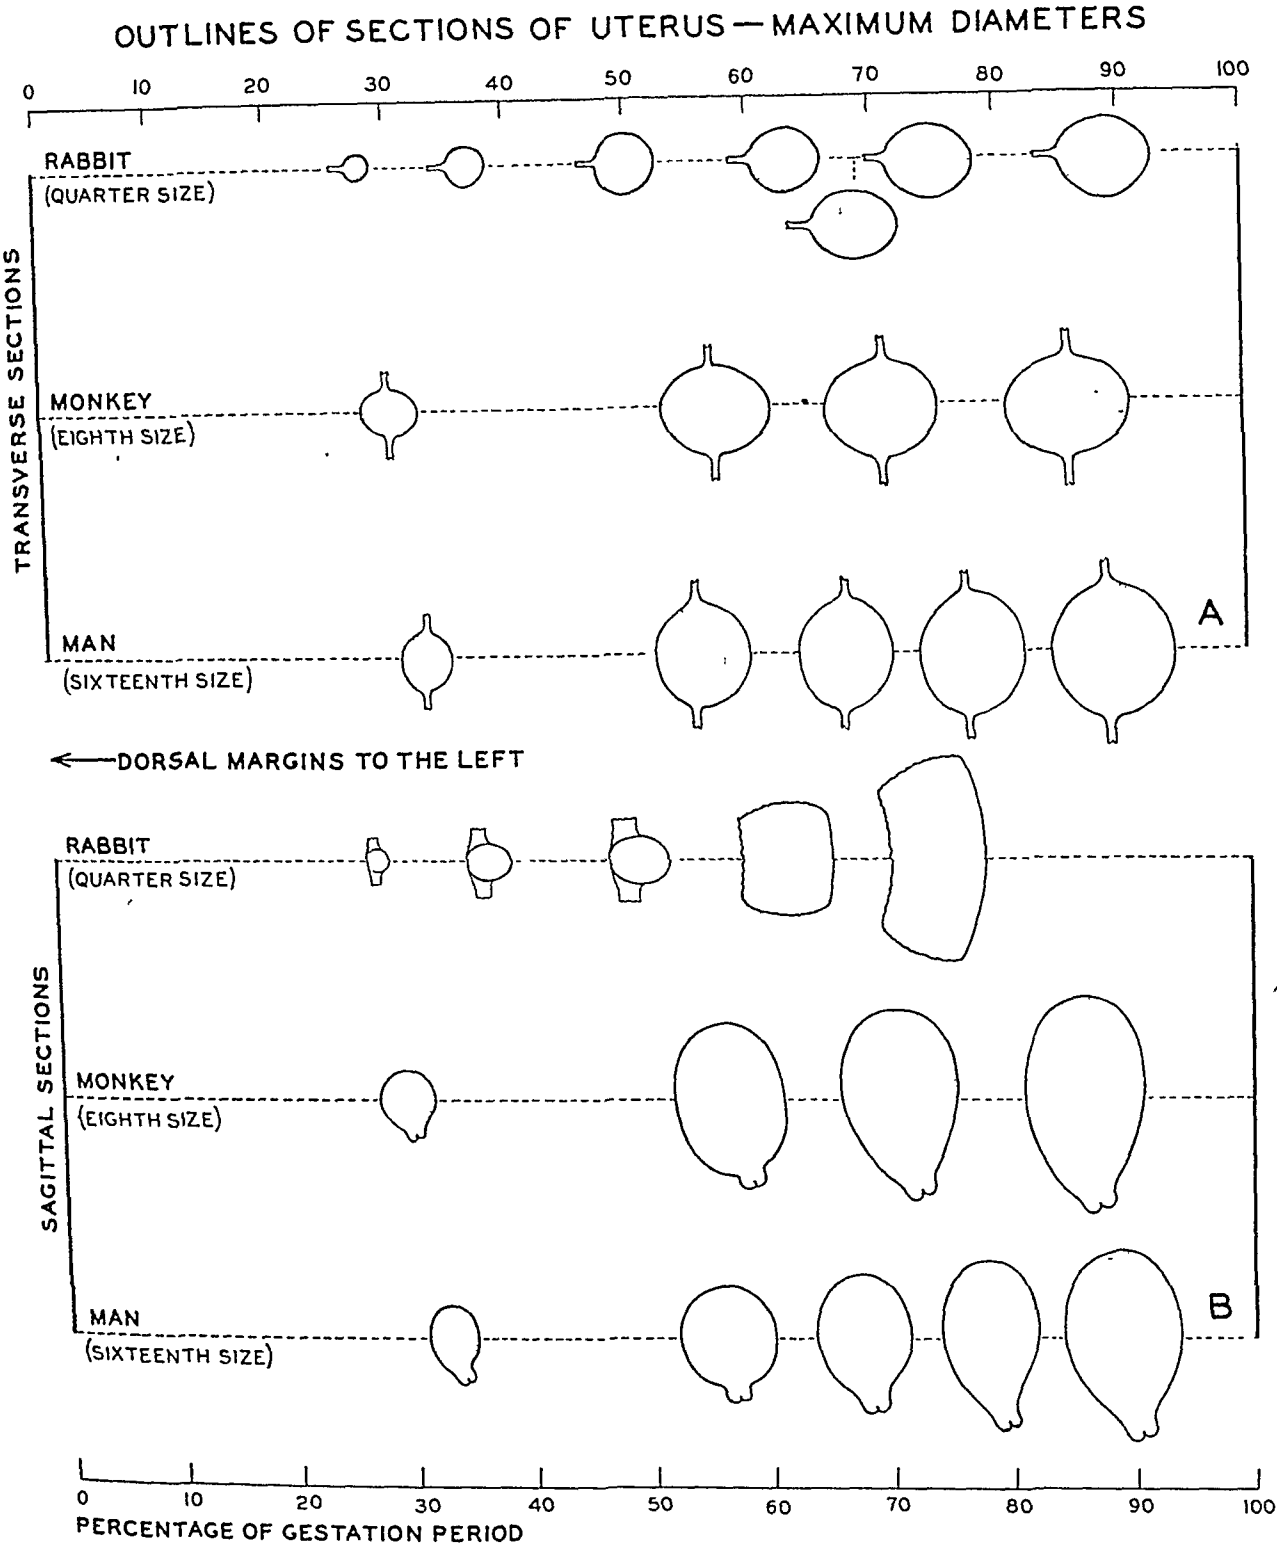 OUTLINES OF SECTIONS OF UTERUS — MAXIMUM DIAMETERS
0 10 20 30 40 50 60 70 80 90 100
TRANSVERSE SECTIONS
RABBIT
(QUARTER SIZE)
MONKEY
(EIGHTH SIZE)
MAN
(SIXTEENTH SIZE)
A
← DORSAL MARGINS TO THE LEFT
SAGITTAL SECTIONS
RABBIT
(QUARTER SIZE)
MONKEY
(EIGHTH SIZE)
MAN
(SIXTEENTH SIZE)
B
0 10 20 30 40 50 60 70 80 90 100
PERCENTAGE OF GESTATION PERIOD